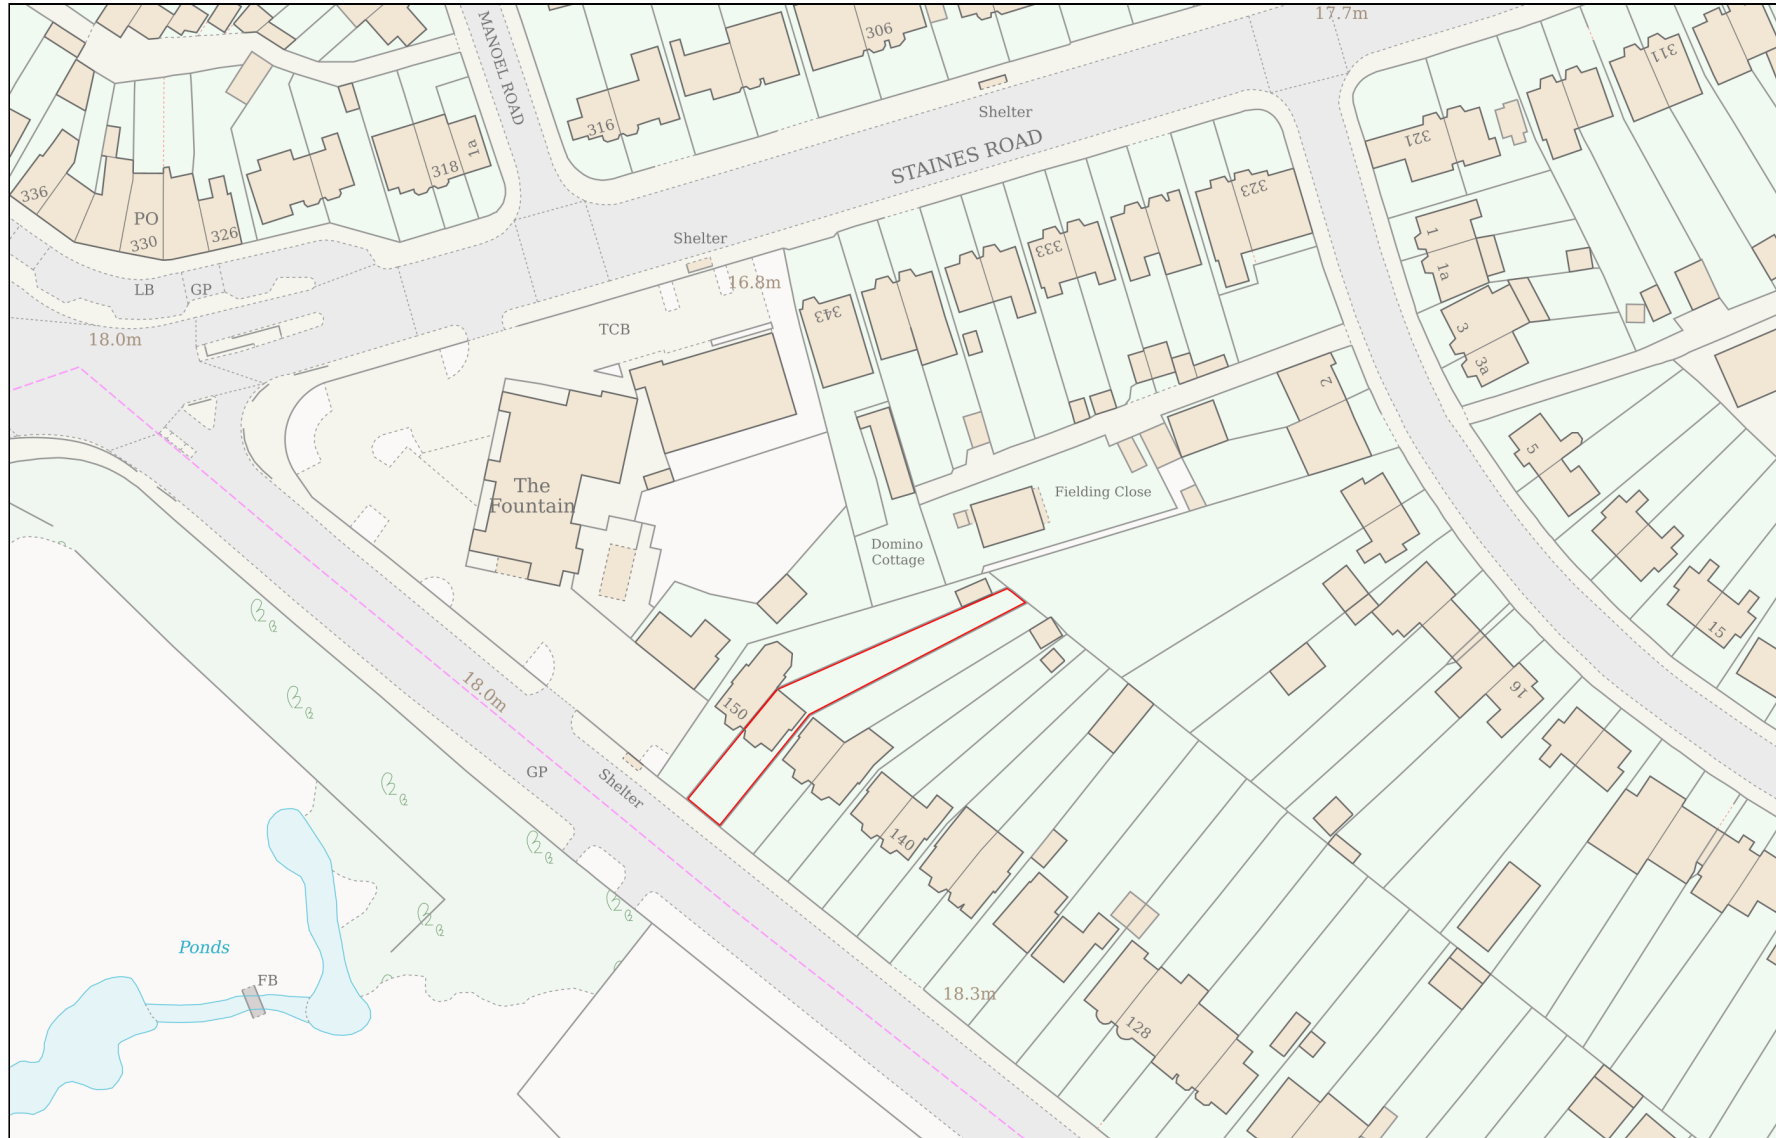 17.7m
306
MANOEL ROAD
311
Shelter
316
321
STAINES ROAD
318
1a
336
323
PO
330
326
1
Shelter
333
1a
LB
GP
16.8m
343
TCB
3
18.0m
3a
2
5
The
Fountain
Fielding Close
Domino
Cottage
15
18.0m
150
16
GP
Shelter
140
Ponds
FB
18.3m
128